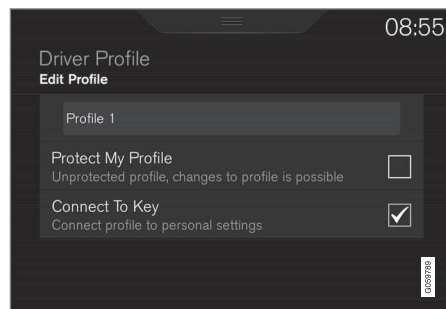 08:55
Driver Profile
Edit Profile
Profile 1
Protect My Profile
Unprotected profile, changes to profile is possible
Connect To Key
Connect profile to personal settings
G059789